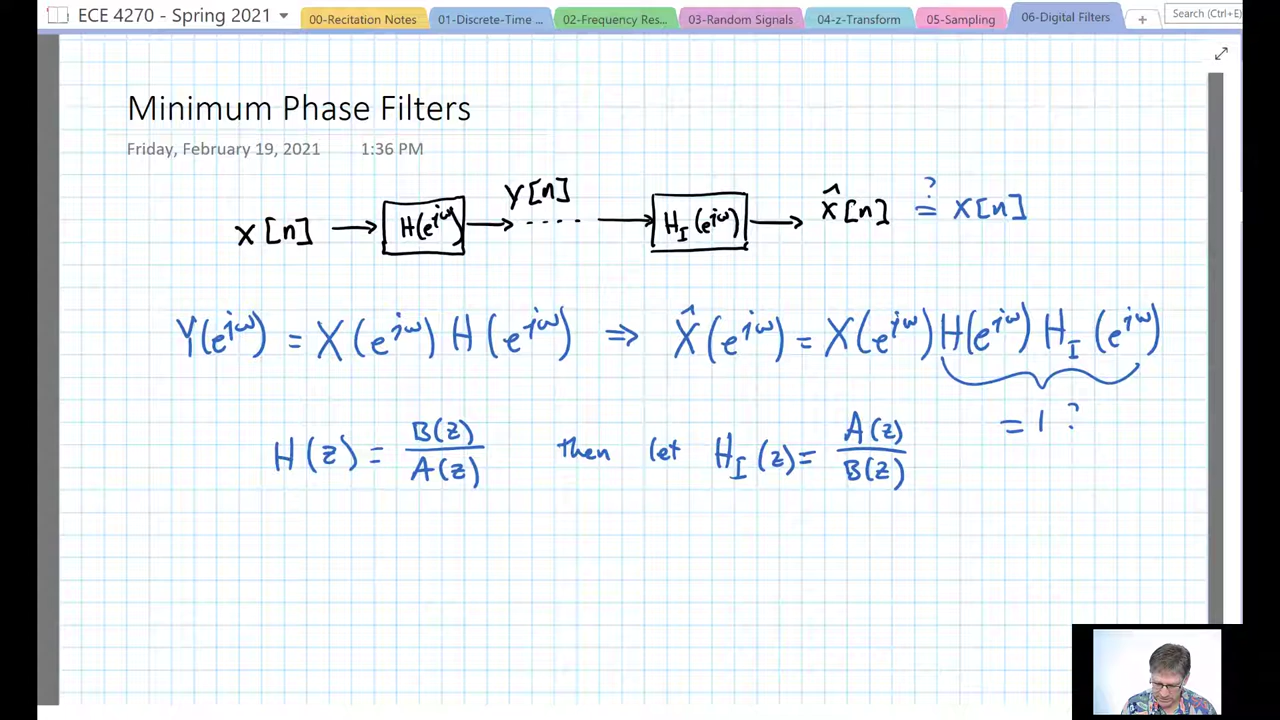 ECE 4270 - Spring 2021
00-Recitation Notes
01-Discrete-Time ...
02-Frequency Res...
03-Random Signals
04-z-Transform
05-Sampling
06-Digital Filters
Search (Ctrl+E)
Minimum Phase Filters
Friday, February 19, 2021 1:36 PM
x[n] → H(e^{jω}) → y[n] ···· → H_I(e^{jω}) → x̂[n] ?= x[n]
Y(e^{jω}) = X(e^{jω}) H(e^{jω}) ⇒ X̂(e^{jω}) = X(e^{jω}) H(e^{jω}) H_I(e^{jω})
= 1 ?
H(z) = B(z)/A(z) then let H_I(z) = A(z)/B(z)